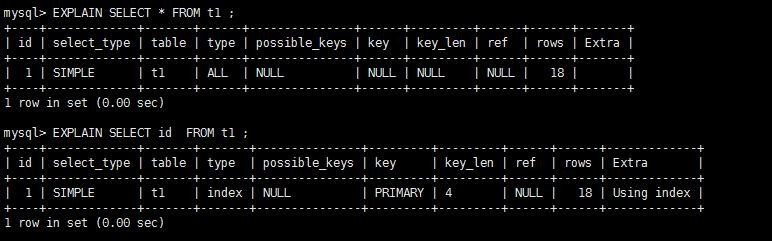 mysql> EXPLAIN SELECT * FROM t1 ;
+----+-------------+-------+------+---------------+------+---------+------+------+-------+
| id | select_type | table | type | possible_keys | key  | key_len | ref  | rows | Extra |
+----+-------------+-------+------+---------------+------+---------+------+------+-------+
|  1 | SIMPLE      | t1    | ALL  | NULL          | NULL | NULL    | NULL |   18 |       |
+----+-------------+-------+------+---------------+------+---------+------+------+-------+
1 row in set (0.00 sec)
mysql> EXPLAIN SELECT id  FROM t1 ;
+----+-------------+-------+-------+---------------+---------+---------+------+------+-------------+
| id | select_type | table | type  | possible_keys | key     | key_len | ref  | rows | Extra       |
+----+-------------+-------+-------+---------------+---------+---------+------+------+-------------+
|  1 | SIMPLE      | t1    | index | NULL          | PRIMARY | 4       | NULL |   18 | Using index |
+----+-------------+-------+-------+---------------+---------+---------+------+------+-------------+
1 row in set (0.00 sec)